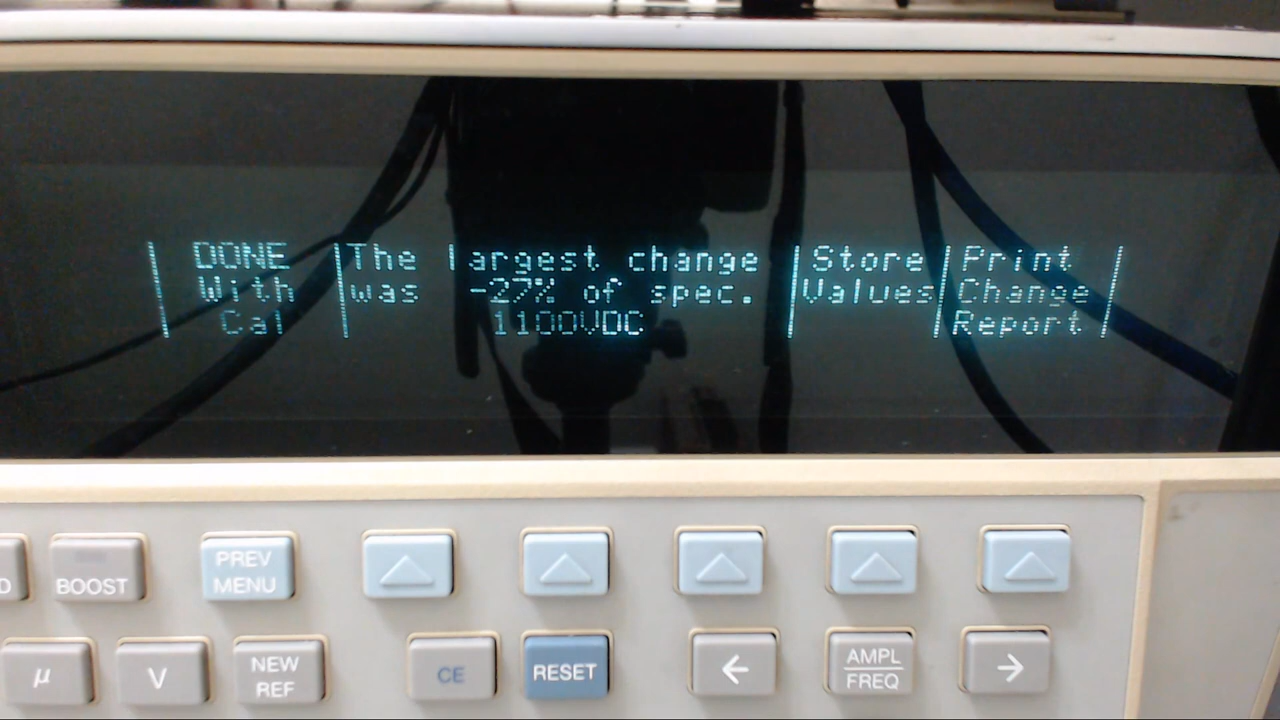 DONE
With
Cal
The largest change
was -27% of spec.
1100VDC
Store
Values
Print
Change
Report
D
BOOST
PREV
MENU
µ
V
NEW
REF
CE
RESET
←
AMPL
FREQ
→